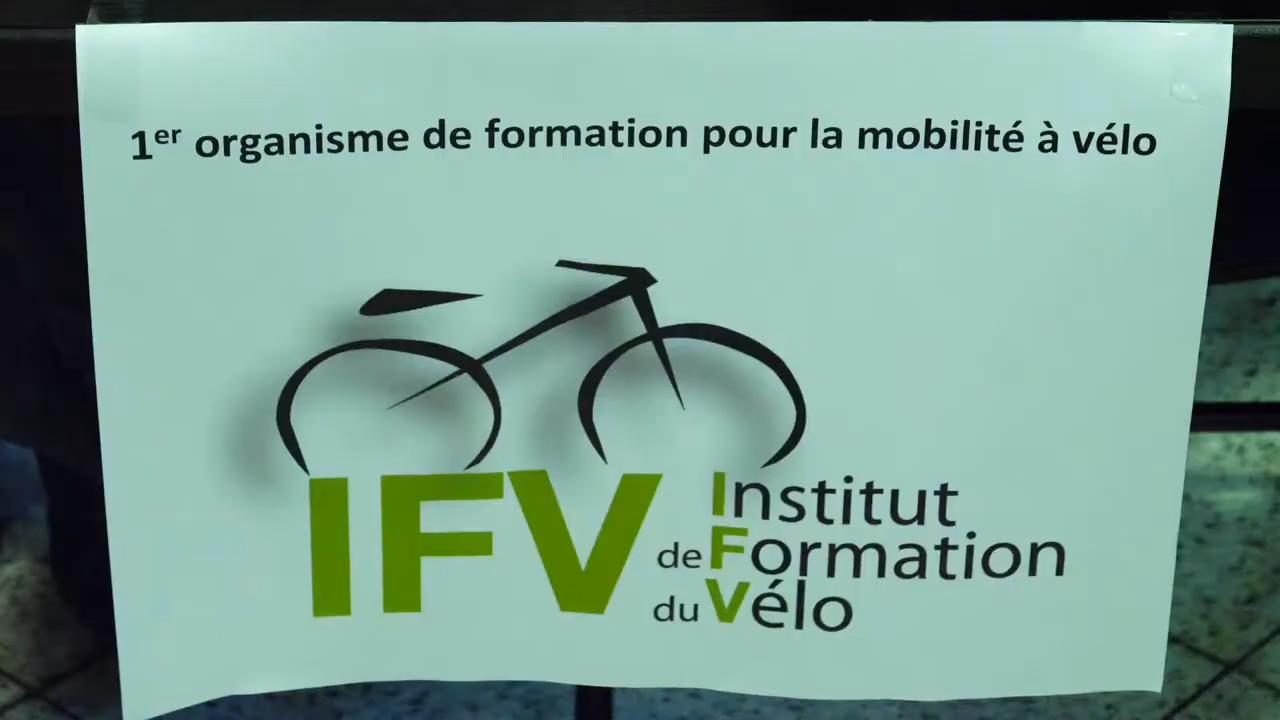 1er organisme de formation pour la mobilité à vélo
IFV
Institut
de Formation
du Vélo